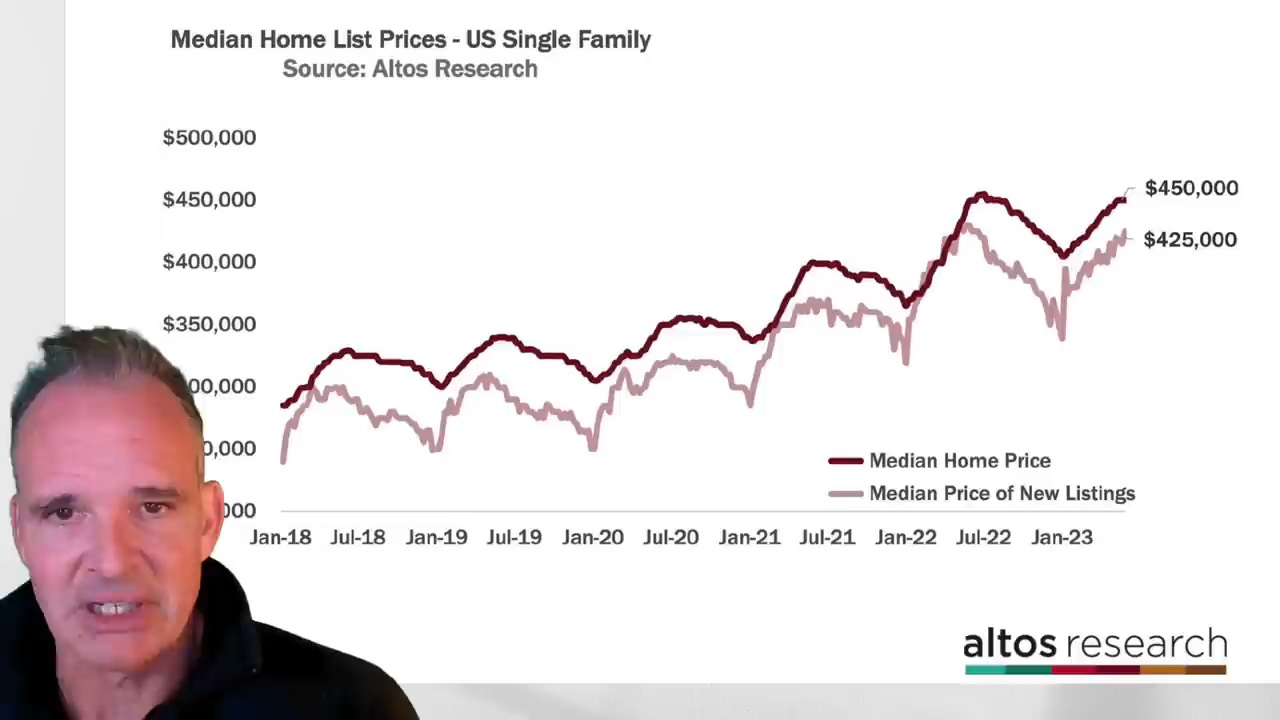 Median Home List Prices - US Single Family
Source: Altos Research
$500,000
$450,000
$400,000
$350,000
$450,000
$425,000
Median Home Price
Median Price of New Listings
Jan-18 Jul-18 Jan-19 Jul-19 Jan-20 Jul-20 Jan-21 Jul-21 Jan-22 Jul-22 Jan-23
altos research